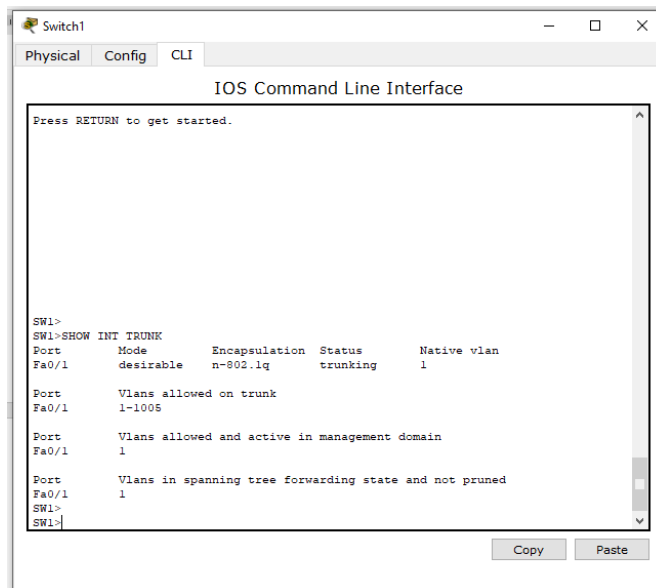 Switch1
Physical Config CLI
IOS Command Line Interface
Press RETURN to get started.
SW1>
SW1>SHOW INT TRUNK
Port Mode Encapsulation Status Native vlan
Fa0/1 desirable n-802.1q trunking 1
Port Vlans allowed on trunk
Fa0/1 1-1005
Port Vlans allowed and active in management domain
Fa0/1 1
Port Vlans in spanning tree forwarding state and not pruned
Fa0/1 1
SW1>
SW1>
Copy Paste